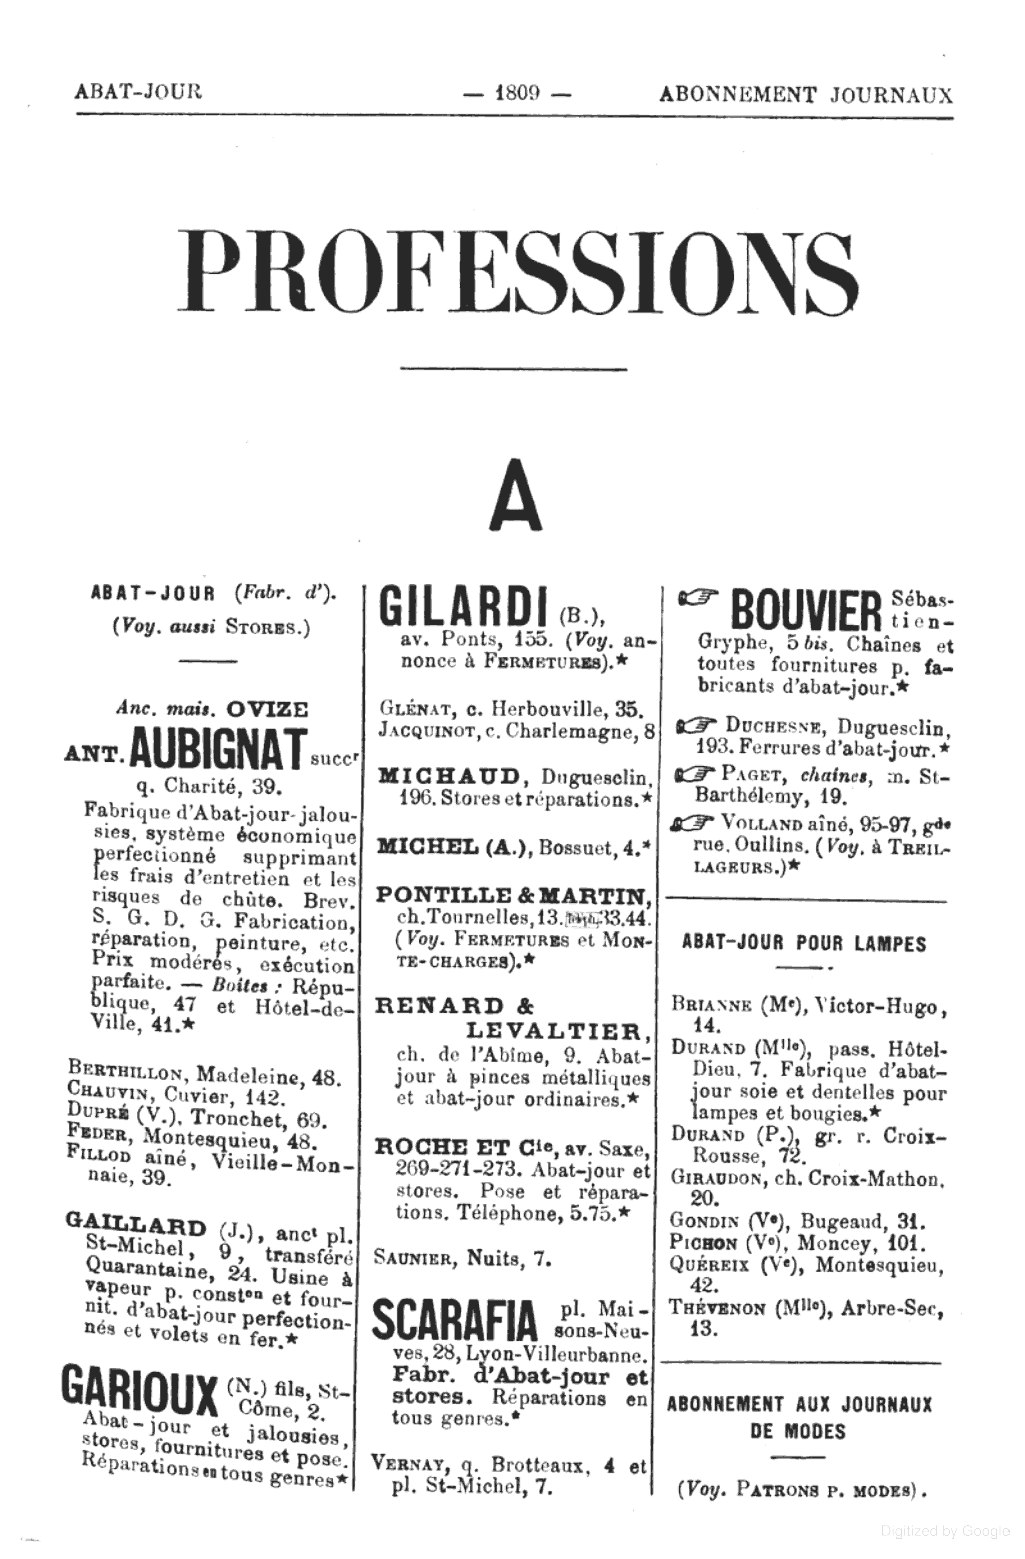 ABAT-JOUR — 1809 — ABONNEMENT JOURNAUX
PROFESSIONS
A
ABAT-JOUR (Fabr. d').
(Voy. aussi STORES.)
Anc. mais. OVIZE
ANT. AUBIGNAT succr
q. Charité, 39.
Fabrique d'Abat-jour-jalou-
sies, système économique
perfectionné supprimant
les frais d'entretien et les
risques de chûte. Brev.
S. G. D. G. Fabrication,
réparation, peinture, etc.
Prix modérés, exécution
parfaite. — Boîtes : Répu-
blique, 47 et Hôtel-de-
Ville, 41.★
BERTHILLON, Madeleine, 48.
CHAUVIN, Cuvier, 142.
DUPRÉ (V.), Tronchet, 69.
FEDER, Montesquieu, 48.
FILLOD aîné, Vieille-Mon-
naie, 39.
GAILLARD (J.), anct pl.
St-Michel, 9, transféré
Quarantaine, 24. Usine à
vapeur p. conston et four-
nit. d'abat-jour perfection-
nés et volets en fer.★
GARIOUX (N.) fils, St-
Côme, 2.
Abat-jour et jalousies,
stores, fournitures et pose.
Réparations en tous genres★
GILARDI (B.),
av. Ponts, 155. (Voy. an-
nonce à FERMETURES).★
GLÉNAT, c. Herbouville, 35.
JACQUINOT, c. Charlemagne, 8
MICHAUD, Duguesclin,
196. Stores et réparations.★
MICHEL (A.), Bossuet, 4.★
PONTILLE & MARTIN,
ch. Tournelles, 13. 33.44.
(Voy. FERMETURES et MON-
TE-CHARGES).★
RENARD &
LEVALTIER,
ch. de l'Abîme, 9. Abat-
jour à pinces métalliques
et abat-jour ordinaires.★
ROCHE ET Cie, av. Saxe,
269-271-273. Abat-jour et
stores. Pose et répara-
tions. Téléphone, 5.75.★
SAUNIER, Nuits, 7.
SCARAFIA pl. Mai-
sons-Neu-
ves, 28, Lyon-Villeurbanne.
Fabr. d'Abat-jour et
stores. Réparations en
tous genres.★
VERNAY, q. Brotteaux, 4 et
pl. St-Michel, 7.
☞ BOUVIER Sébas-
tien-
Gryphe, 5 bis. Chaînes et
toutes fournitures p. fa-
bricants d'abat-jour.★
☞ DUCHESNE, Duguesclin,
193. Ferrures d'abat-jour.★
☞ PAGET, chaînes, m. St-
Barthélemy, 19.
☞ VOLLAND aîné, 95-97, gde
rue, Oullins. (Voy. à TREIL-
LAGEURS.)★
ABAT-JOUR POUR LAMPES
BRIANNE (Me), Victor-Hugo,
14.
DURAND (Mlle), pass. Hôtel-
Dieu, 7. Fabrique d'abat-
jour soie et dentelles pour
lampes et bougies.★
DURAND (P.), gr. r. Croix-
Rousse, 72.
GIRAUDON, ch. Croix-Mathon,
20.
GONDIN (Ve), Bugeaud, 31.
PICHON (Ve), Moncey, 101.
QUÉREIX (Ve), Montesquieu,
42.
THÉVENON (Mlle), Arbre-Sec,
13.
ABONNEMENT AUX JOURNAUX
DE MODES
(Voy. PATRONS P. MODES).
Digitized by Google